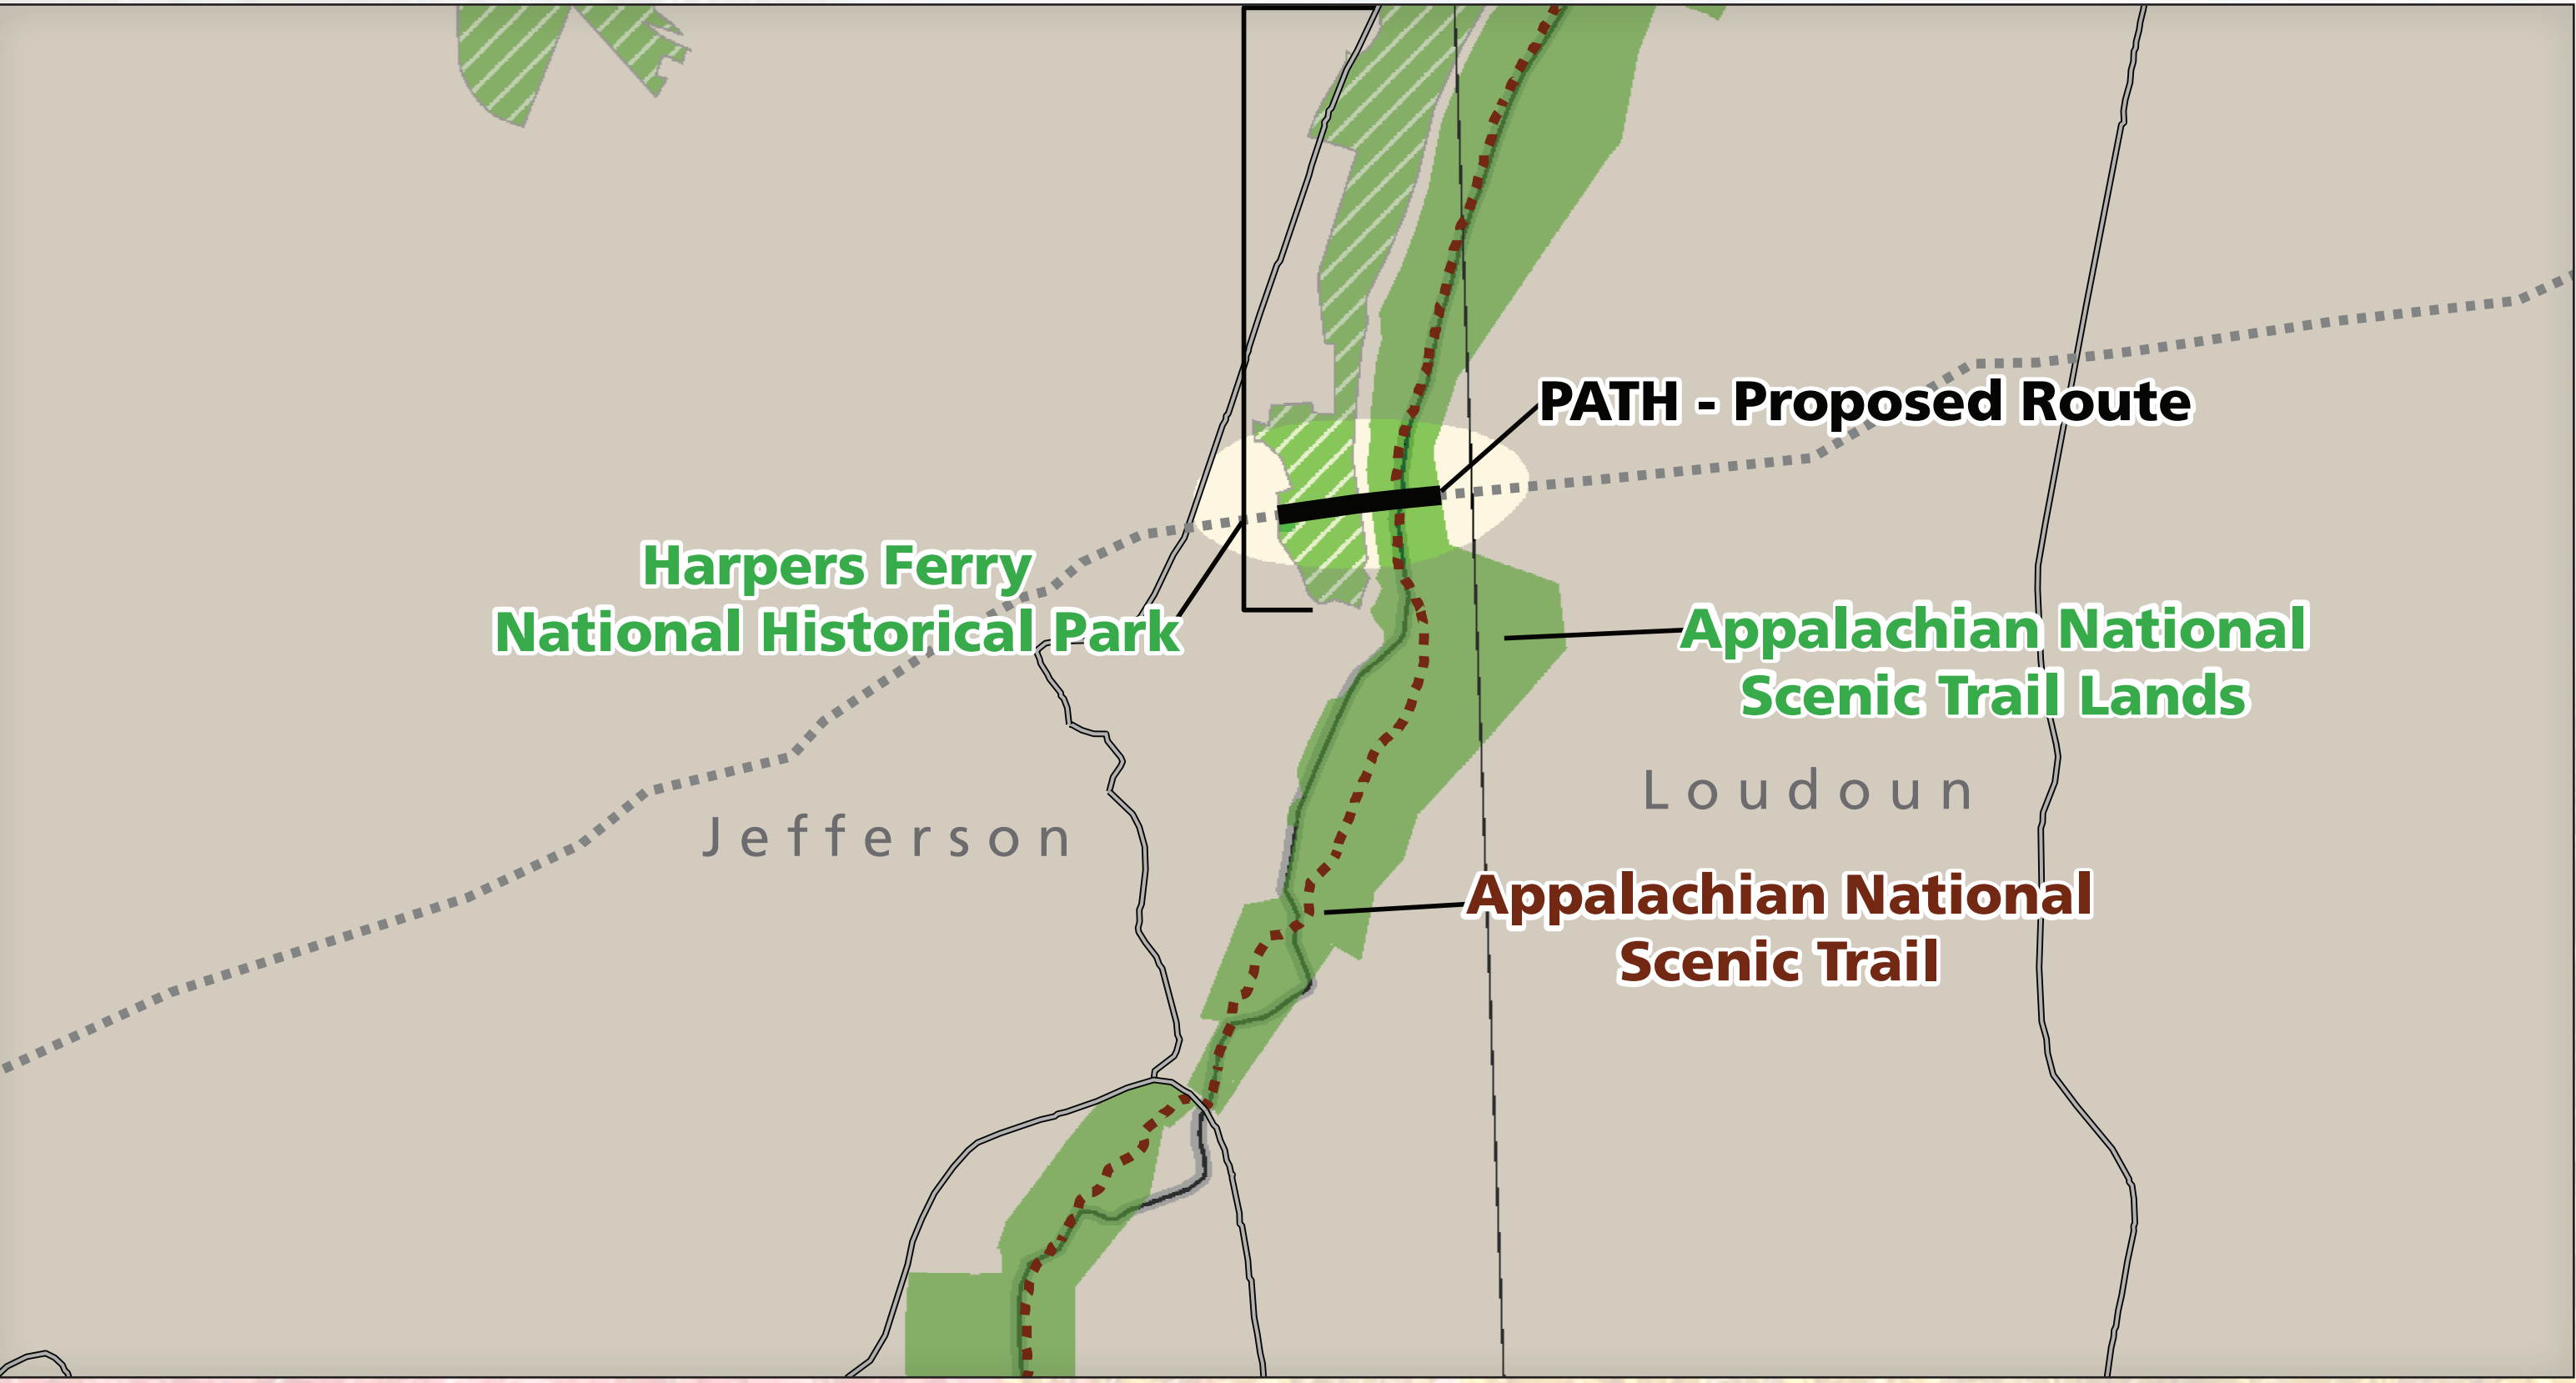 PATH - Proposed Route
Harpers Ferry
National Historical Park
Appalachian National
Scenic Trail Lands
Loudoun
Jefferson
Appalachian National
Scenic Trail